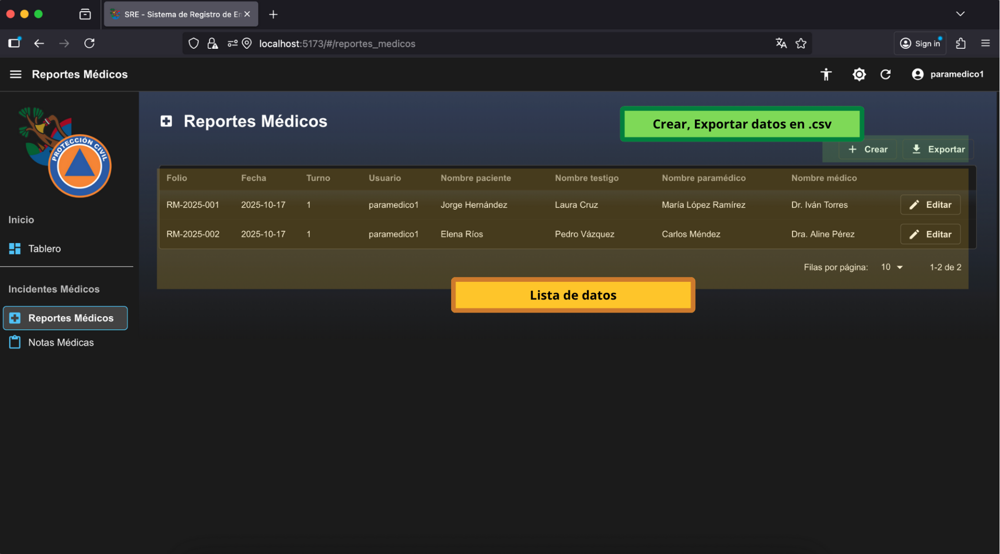 SRE - Sistema de Registro de En
localhost:5173/#/reportes_medicos
Sign in
Reportes Médicos
paramedico1
PROTECCIÓN CIVIL
Inicio
Tablero
Incidentes Médicos
Reportes Médicos
Notas Médicas
Reportes Médicos
Crear, Exportar datos en .csv
Crear Exportar
Folio Fecha Turno Usuario Nombre paciente Nombre testigo Nombre paramédico Nombre médico
RM-2025-001 2025-10-17 1 paramedico1 Jorge Hernández Laura Cruz María López Ramírez Dr. Iván Torres Editar
RM-2025-002 2025-10-17 1 paramedico1 Elena Ríos Pedro Vázquez Carlos Méndez Dra. Aline Pérez Editar
Filas por página: 10 1-2 de 2
Lista de datos